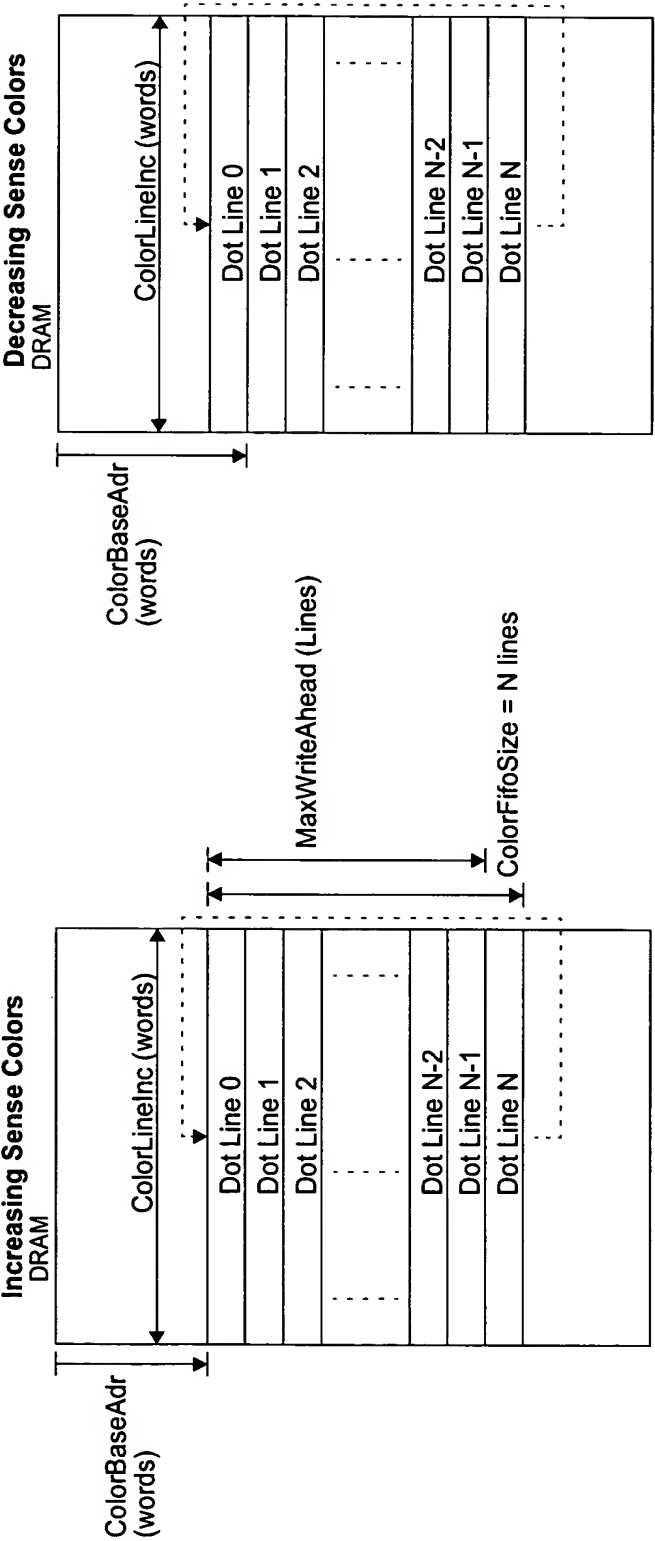 Increasing Sense Colors
DRAM
ColorBaseAdr
(words)
ColorLineInc (words)
Dot Line 0
Dot Line 1
Dot Line 2
Dot Line N-2
Dot Line N-1
Dot Line N
MaxWriteAhead (Lines)
ColorFifoSize = N lines
Decreasing Sense Colors
DRAM
ColorBaseAdr
(words)
ColorLineInc (words)
Dot Line 0
Dot Line 1
Dot Line 2
Dot Line N-2
Dot Line N-1
Dot Line N